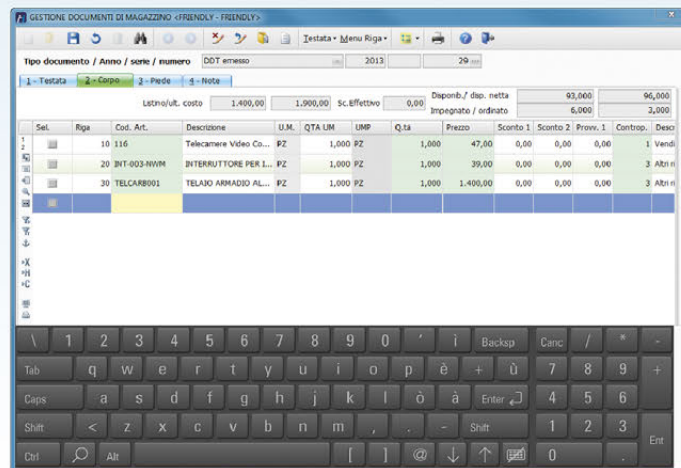 GESTIONE DOCUMENTI DI MAGAZZINO <FRIENDLY - FRIENDLY>
Testata Menu Riga
Tipo documento / Anno / serie / numero DDT emesso 2013 29
1 - Testata 2 - Corpo 3 - Piede 4 - Note
Listino/ult. costo 1.400,00 1.900,00 Sc.Effettivo 0,00 Disponib./ disp. netta 93,000 96,000
Impegnato / ordinato 6,000 3,000
Sel. Riga Cod. Art. Descrizione U.M. QTA UM UMP Q.tà Prezzo Sconto 1 Sconto 2 Provv. 1 Controp. Descr
10 116 Telecamere Video Co... PZ 1,000 PZ 1,000 47,00 0,00 0,00 0,00 1 Vendi
20 INT-003-NWM INTERRUTTORE PER I... PZ 1,000 PZ 1,000 39,00 0,00 0,00 0,00 3 Altri ri
30 TELCARB001 TELAIO ARMADIO AL... PZ 1,000 PZ 1,000 1.400,00 0,00 0,00 0,00 3 Altri ri
\ 1 2 3 4 5 6 7 8 9 0 ' ì Backsp Canc / * -
Tab q w e r t y u i o p è + ù 7 8 9 +
Caps a s d f g h j k l ò à Enter 4 5 6
Shift < z x c v b n m , . - Shift 1 2 3 Ent
Ctrl Alt [ ] @ ↓ ↑ 0 .